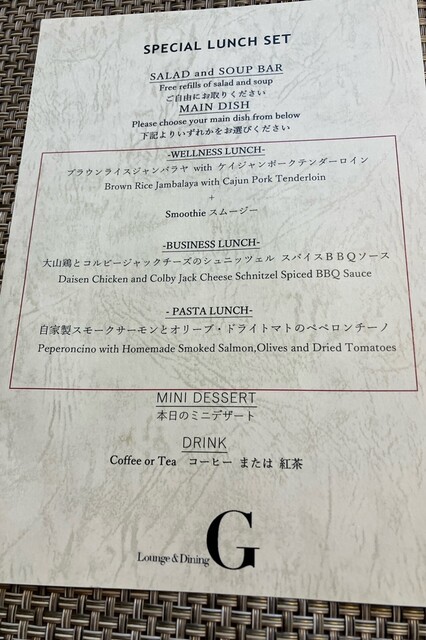 SPECIAL LUNCH SET
SALAD and SOUP BAR
Free refills of salad and soup
ご自由にお取りください
MAIN DISH
Please choose your main dish from below
下記よりいずれかをお選びください
-WELLNESS LUNCH-
ブラウンライスジャンバラヤ with ケイジャンポークテンダーロイン
Brown Rice Jambalaya with Cajun Pork Tenderloin
+
Smoothie スムージー
-BUSINESS LUNCH-
大山鶏とコルビージャックチーズのシュニッツェル スパイスＢＢＱソース
Daisen Chicken and Colby Jack Cheese Schnitzel Spiced BBQ Sauce
- PASTA LUNCH-
自家製スモークサーモンとオリーブ・ドライトマトのペペロンチーノ
Peperoncino with Homemade Smoked Salmon,Olives and Dried Tomatoes
MINI DESSERT
本日のミニデザート
DRINK
Coffee or Tea コーヒー または 紅茶
Lounge & Dining G